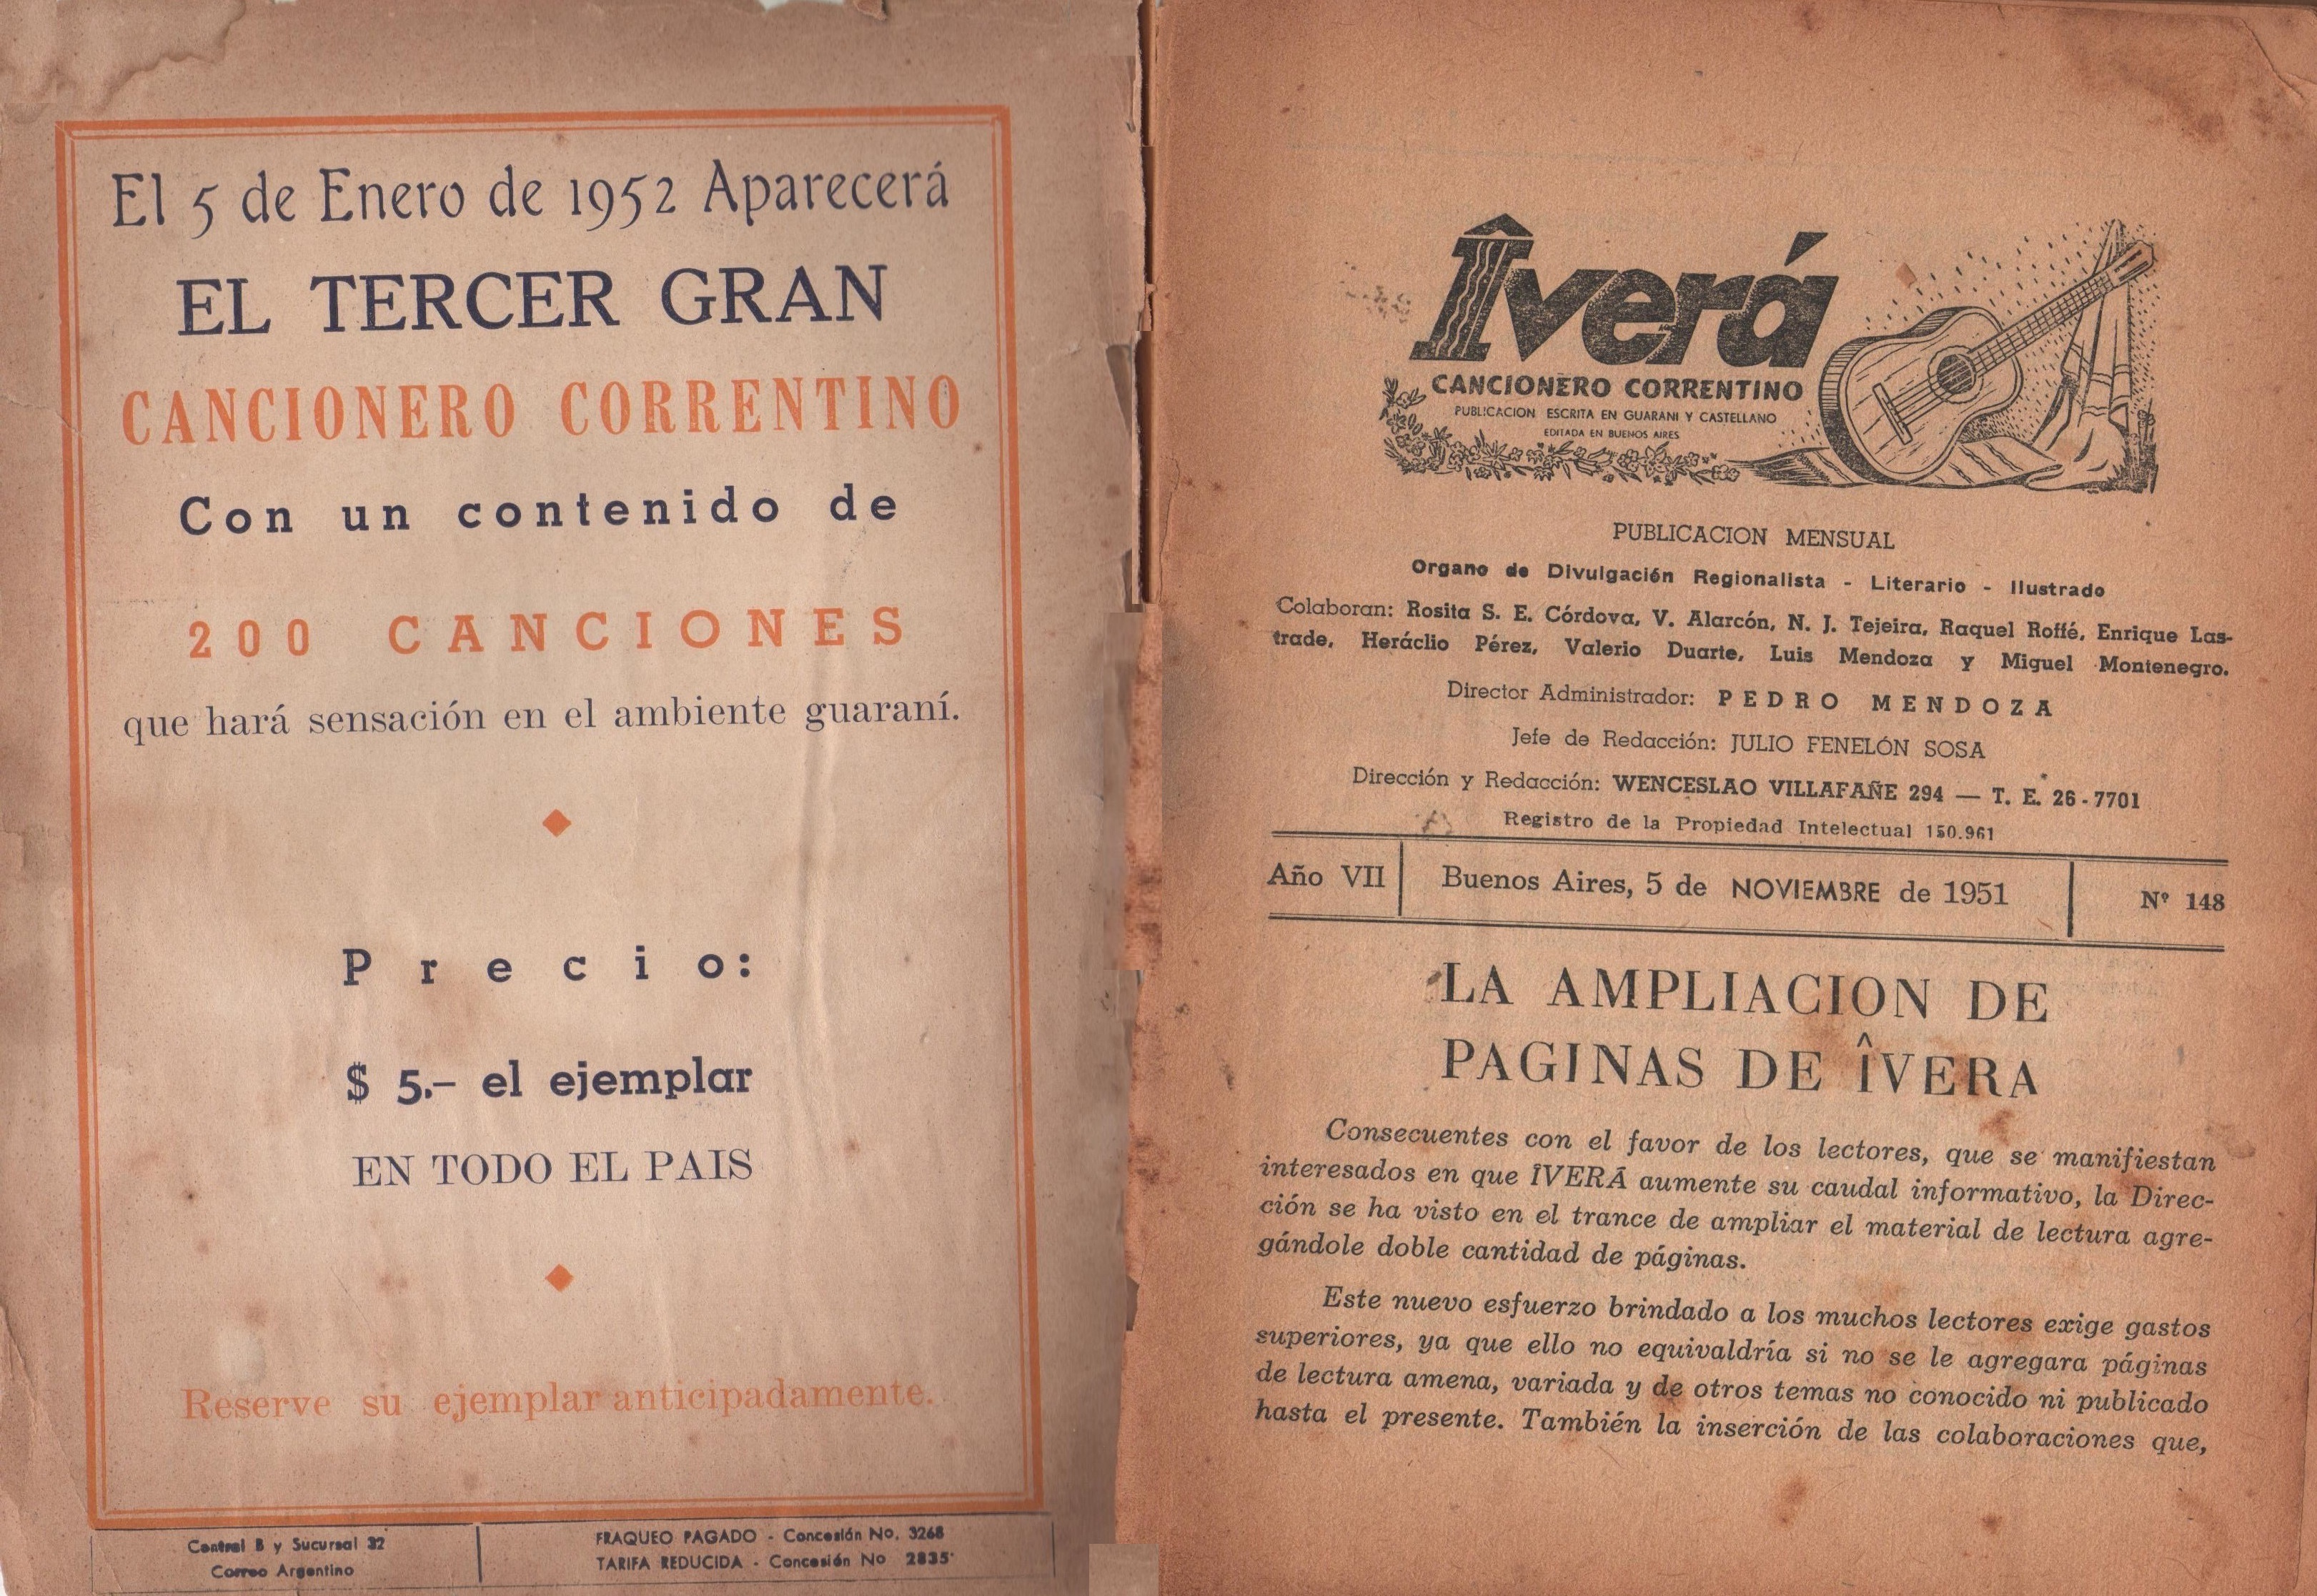 El 5 de Enero de 1952 Aparecerá
EL TERCER GRAN
CANCIONERO CORRENTINO
Con un contenido de
200 CANCIONES
que hará sensación en el ambiente guaraní.
Precio:
$ 5.— el ejemplar
EN TODO EL PAIS
Reserve su ejemplar anticipadamente.
Central B y Sucursal 32
Correo Argentino
FRAQUEO PAGADO - Concesión No. 3268
TARIFA REDUCIDA - Concesión No 2835
Îverá
CANCIONERO CORRENTINO
PUBLICACION ESCRITA EN GUARANI Y CASTELLANO
EDITADA EN BUENOS AIRES
PUBLICACION MENSUAL
Organo de Divulgación Regionalista - Literario - Ilustrado
Colaboran: Rosita S. E. Córdova, V. Alarcón, N. J. Tejeira, Raquel Roffé, Enrique Las-
trade, Heráclio Pérez, Valerio Duarte, Luis Mendoza y Miguel Montenegro.
Director Administrador: PEDRO MENDOZA
Jefe de Redacción: JULIO FENELÓN SOSA
Dirección y Redacción: WENCESLAO VILLAFAÑE 294 — T. E. 26-7701
Registro de la Propiedad Intelectual 150.961
Año VII
Buenos Aires, 5 de NOVIEMBRE de 1951
Nº 148
LA AMPLIACION DE
PAGINAS DE ÎVERA
Consecuentes con el favor de los lectores, que se manifiestan
interesados en que ÎVERÁ aumente su caudal informativo, la Direc-
ción se ha visto en el trance de ampliar el material de lectura agre-
gándole doble cantidad de páginas.
Este nuevo esfuerzo brindado a los muchos lectores exige gastos
superiores, ya que ello no equivaldría si no se le agregara páginas
de lectura amena, variada y de otros temas no conocido ni publicado
hasta el presente. También la inserción de las colaboraciones que,